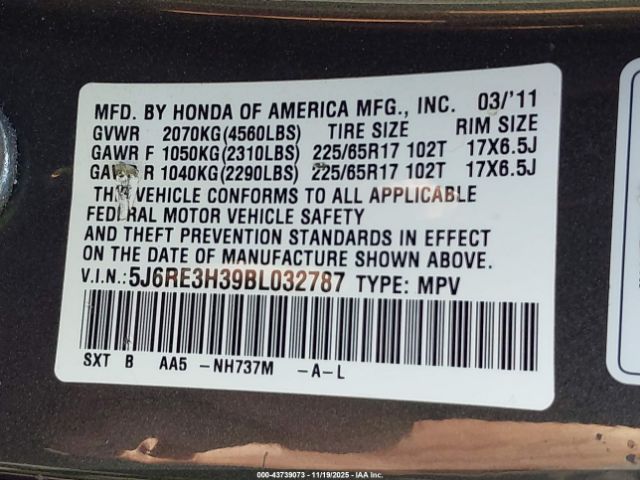 MFD. BY HONDA OF AMERICA MFG., INC. 03/'11
GVWR 2070KG(4560LBS) TIRE SIZE RIM SIZE
GAWR F 1050KG(2310LBS) 225/65R17 102T 17X6.5J
GAWR R 1040KG(2290LBS) 225/65R17 102T 17X6.5J
THIS VEHICLE CONFORMS TO ALL APPLICABLE
FEDERAL MOTOR VEHICLE SAFETY
AND THEFT PREVENTION STANDARDS IN EFFECT
ON THE DATE OF MANUFACTURE SHOWN ABOVE.
V.I.N.: 5J6RE3H39BL032787 TYPE: MPV
SXT B AA5 -NH737M -A-L
000-43739073 - 11/19/2025 - IAA Inc.